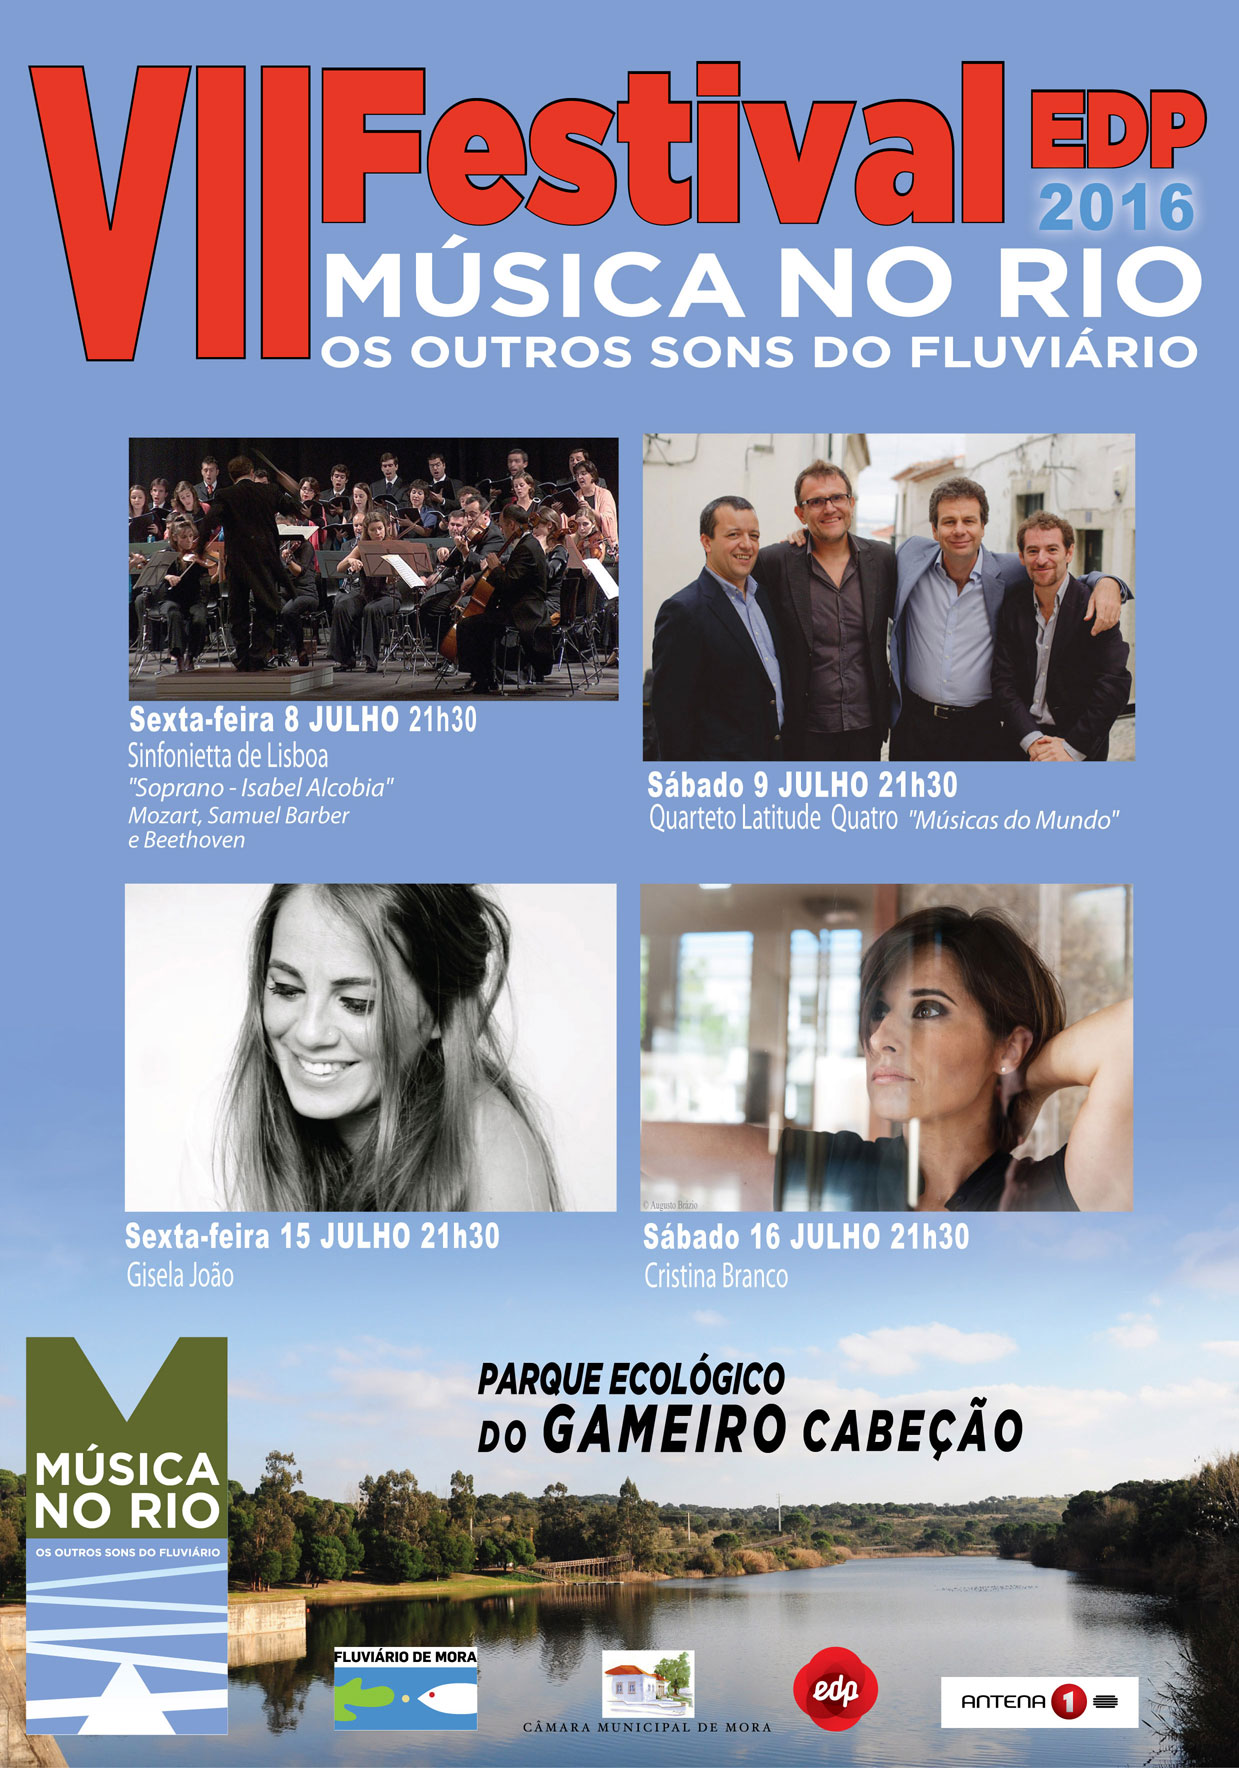 VII Festival EDP
2016
MÚSICA NO RIO
OS OUTROS SONS DO FLUVIÁRIO
Sexta-feira 8 JULHO 21h30
Sinfonietta de Lisboa
"Soprano - Isabel Alcobia"
Mozart, Samuel Barber
e Beethoven
Sábado 9 JULHO 21h30
Quarteto Latitude Quatro "Músicas do Mundo"
© Augusto Brázio
Sexta-feira 15 JULHO 21h30
Gisela João
Sábado 16 JULHO 21h30
Cristina Branco
PARQUE ECOLÓGICO
DO GAMEIRO CABEÇÃO
MÚSICA
NO RIO
OS OUTROS SONS DO FLUVIÁRIO
FLUVIÁRIO DE MORA
CÂMARA MUNICIPAL DE MORA
edp
ANTENA 1